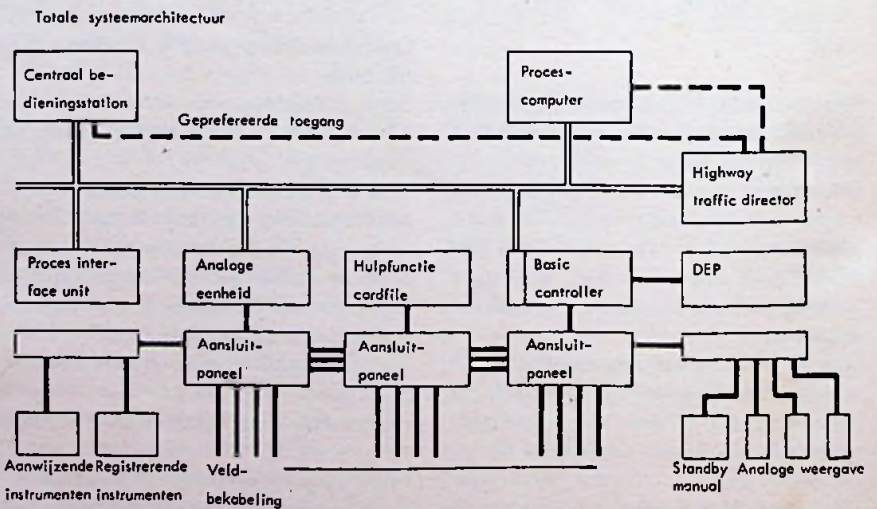 Totale systeemarchitectuur
Centraal be-
dieningsstation
Proces-
computer
Geprefereerde toegang
Highway
traffic director
Proces inter-
face unit
Analoge
eenheid
Hulpfunctie
cardfile
Basic
controller
DEP
Aansluit-
paneel
Aansluit-
paneel
Aansluit-
paneel
Aanwijzende
instrumenten
Registrerende
instrumenten
Veld-
bekabeling
Standby
manual
Analoge weergave